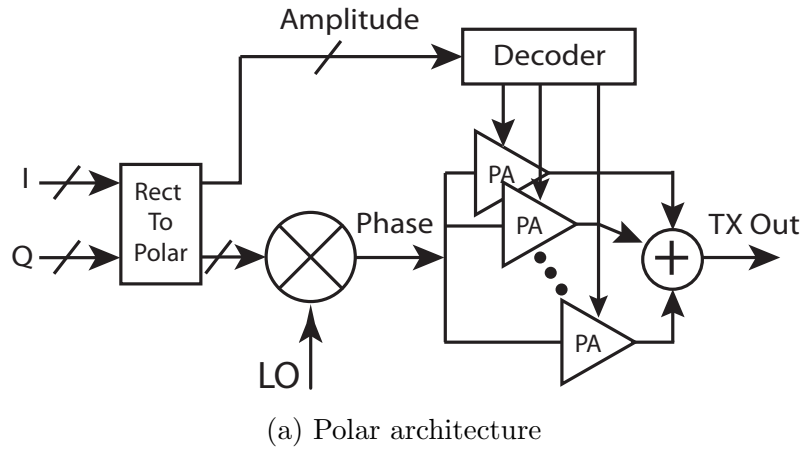 Amplitude
Decoder
I
Rect
To
Polar
Q
Phase
PA
PA
PA
TX Out
LO
(a) Polar architecture